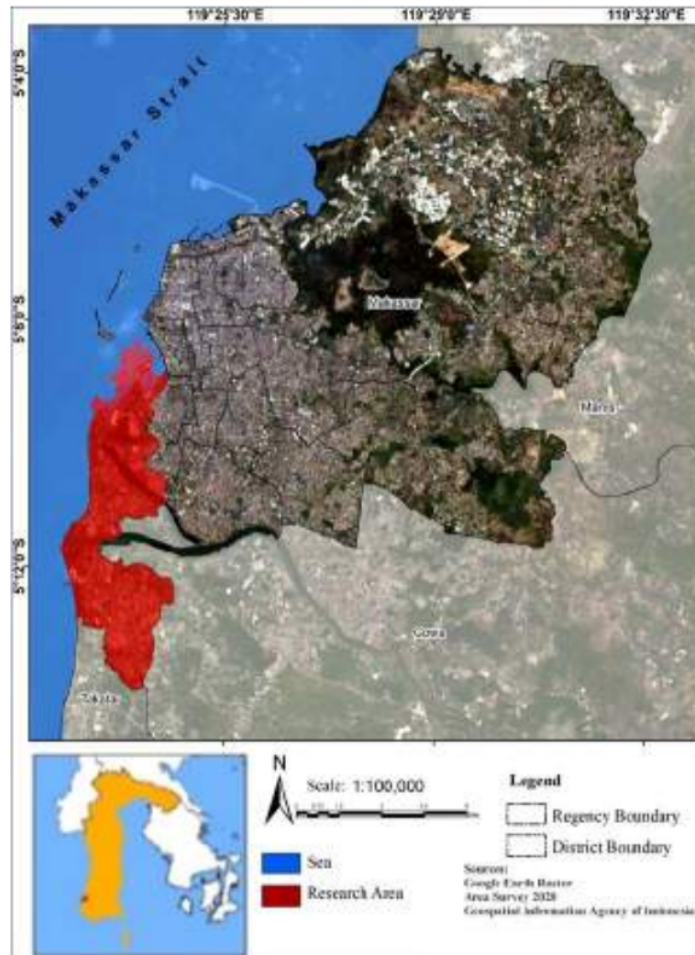 119°25'30"E 119°29'0"E 119°32'30"E
5°4'0"S
Makassar Strait
5°8'0"S
Makassar
Maros
5°12'0"S
Gowa
Takalar
N
Scale: 1:100,000
Legend
Regency Boundary
District Boundary
Sea
Research Area
Sources:
Google Earth Raster
Area Survey 2020
Geospatial Information Agency of Indonesia